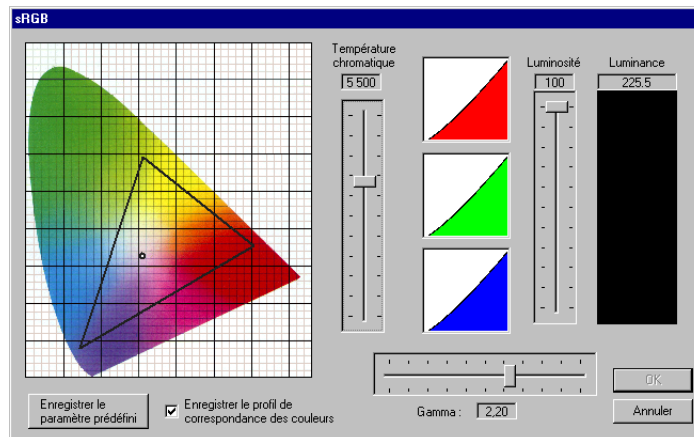 sRGB
Température
chromatique
5 500
Luminosité
100
Luminance
225.5
Gamma :
2,20
OK
Annuler
Enregistrer le
paramètre prédéfini
Enregistrer le profil de
correspondance des couleurs